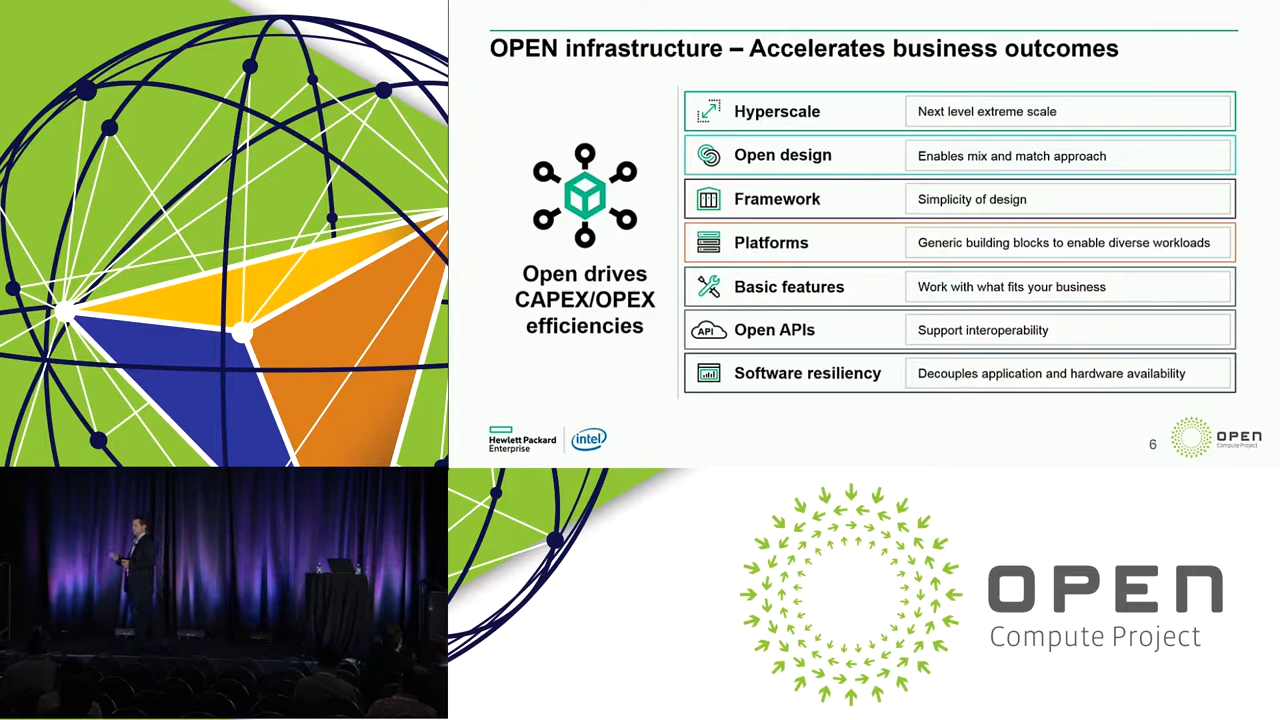 OPEN infrastructure – Accelerates business outcomes
Open drives
CAPEX/OPEX
efficiencies
Hyperscale
Next level extreme scale
Open design
Enables mix and match approach
Framework
Simplicity of design
Platforms
Generic building blocks to enable diverse workloads
Basic features
Work with what fits your business
API
Open APIs
Support interoperability
Software resiliency
Decouples application and hardware availability
Hewlett Packard
Enterprise
intel
6
OPEN
Compute Project
OPEN
Compute Project